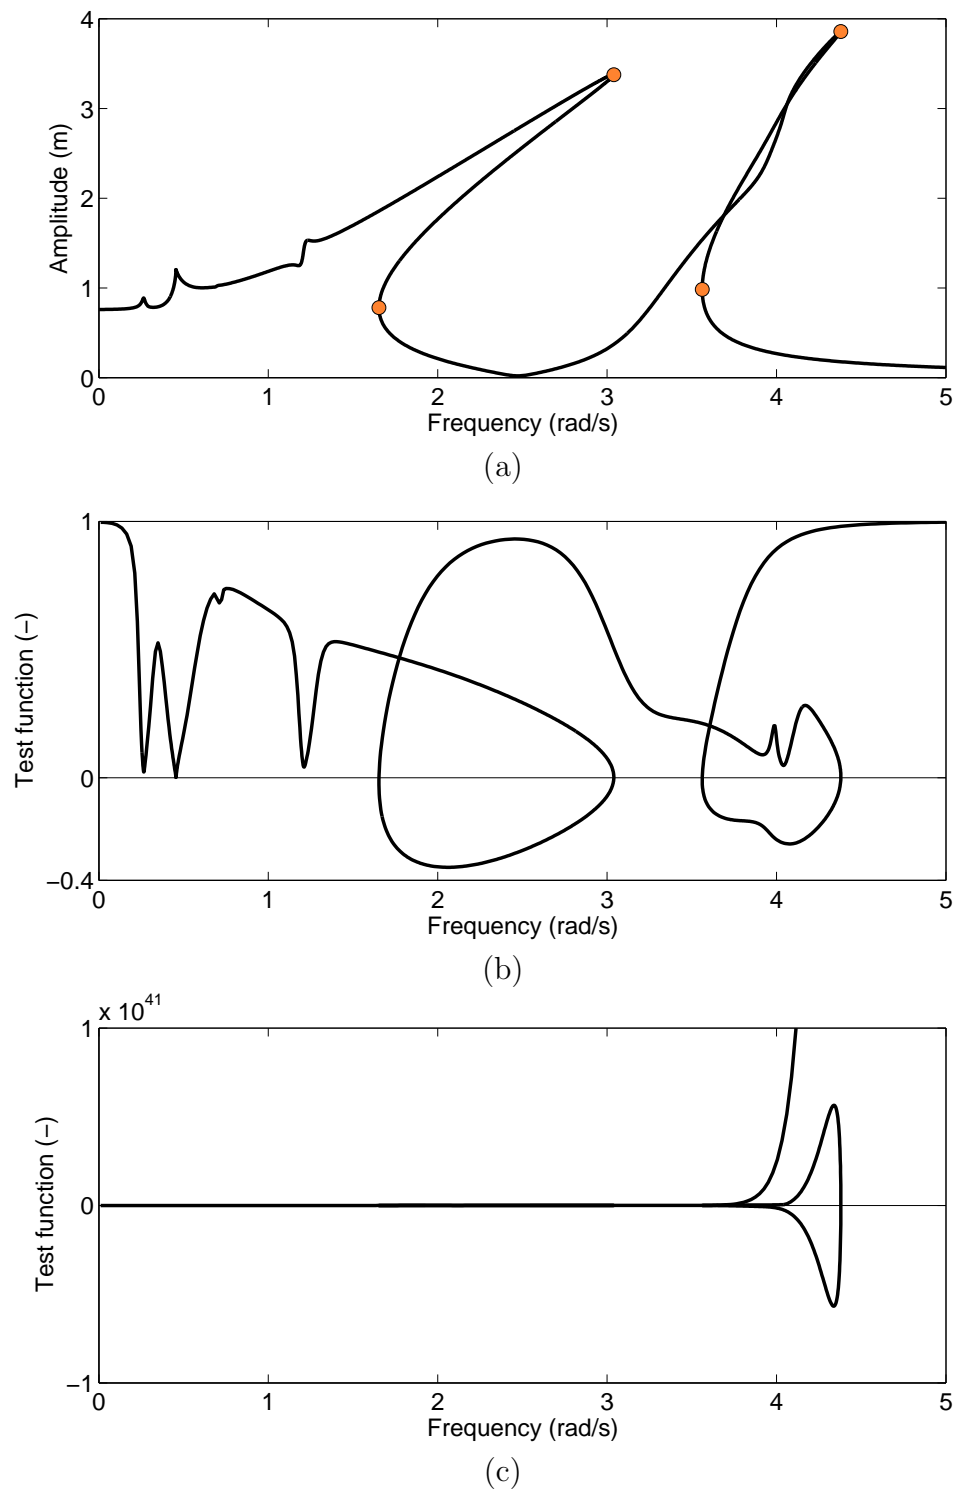 4
3
2
1
0
Amplitude (m)
0 1 2 3 4 5
Frequency (rad/s)
(a)
1
0
−0.4
Test function (−)
0 1 2 3 4 5
Frequency (rad/s)
(b)
x 10^41
1
0
−1
Test function (−)
0 1 2 3 4 5
Frequency (rad/s)
(c)